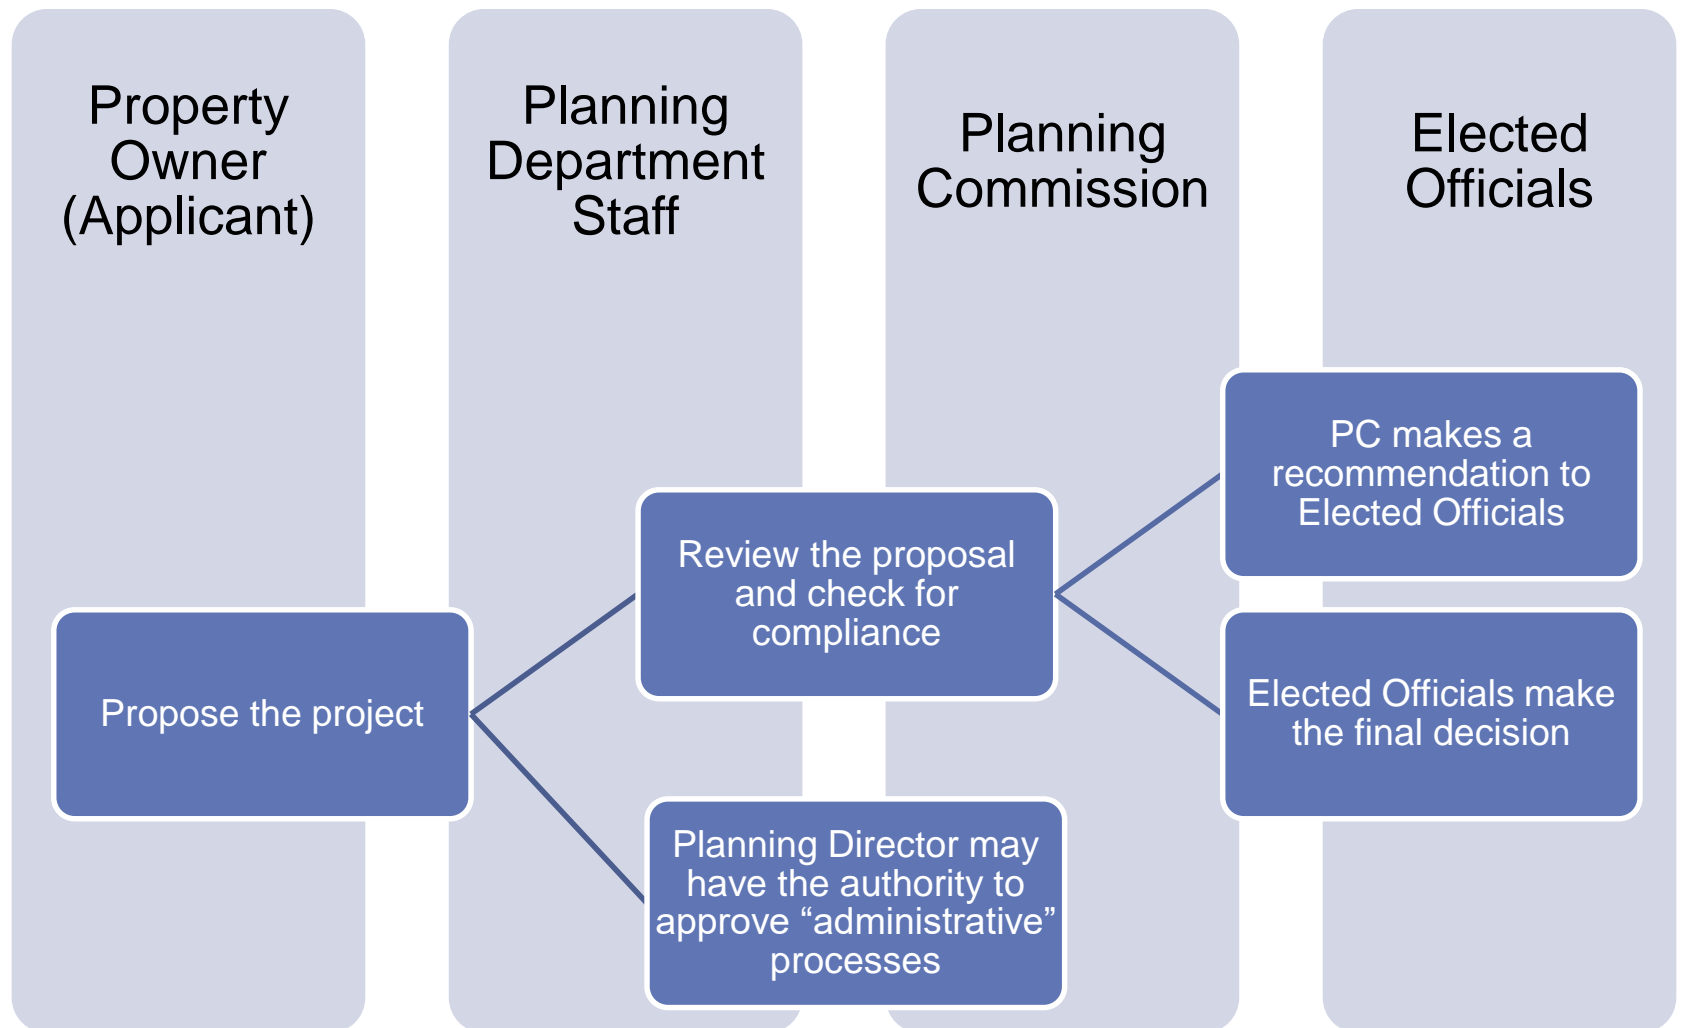 Property
Owner
(Applicant)
Planning
Department
Staff
Planning
Commission
Elected
Officials
Propose the project
Review the proposal
and check for
compliance
Planning Director may
have the authority to
approve “administrative”
processes
PC makes a
recommendation to
Elected Officials
Elected Officials make
the final decision